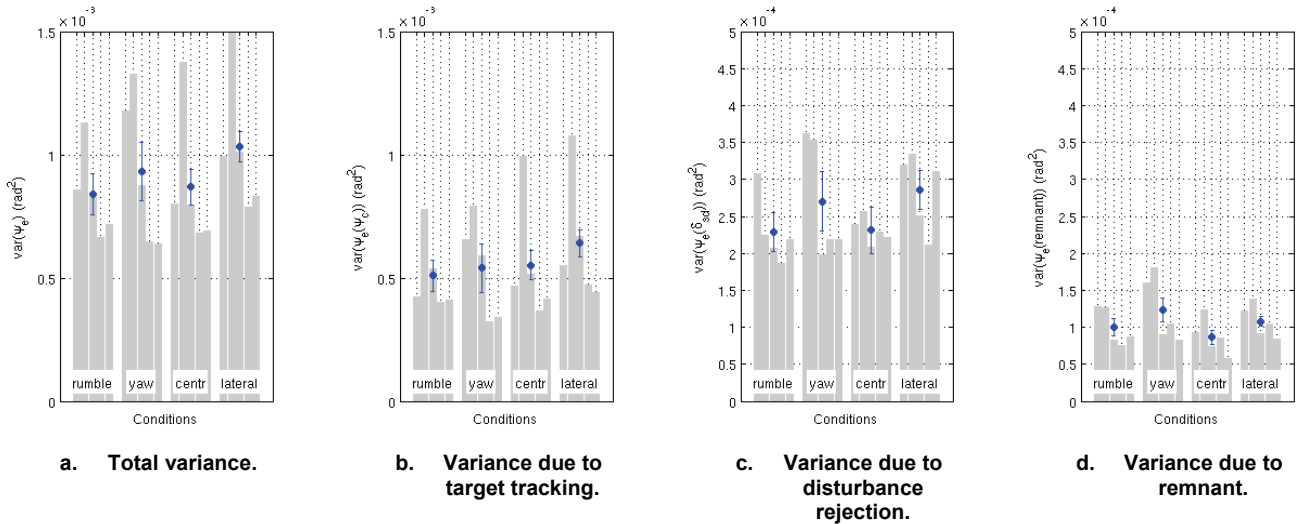 × 10⁻³
1.5
1
0.5
0
var(ψₑ) (rad²)
rumble yaw centr lateral
Conditions
a. Total variance.
× 10⁻³
1.5
1
0.5
0
var(ψₑ(ψ꜀)) (rad²)
rumble yaw centr lateral
Conditions
b. Variance due to
target tracking.
× 10⁻⁴
5
4.5
4
3.5
3
2.5
2
1.5
1
0.5
0
var(ψₑ(δ_sd)) (rad²)
rumble yaw centr lateral
Conditions
c. Variance due to
disturbance
rejection.
× 10⁻⁴
5
4.5
4
3.5
3
2.5
2
1.5
1
0.5
0
var(ψₑ(remnant)) (rad²)
rumble yaw centr lateral
Conditions
d. Variance due to
remnant.